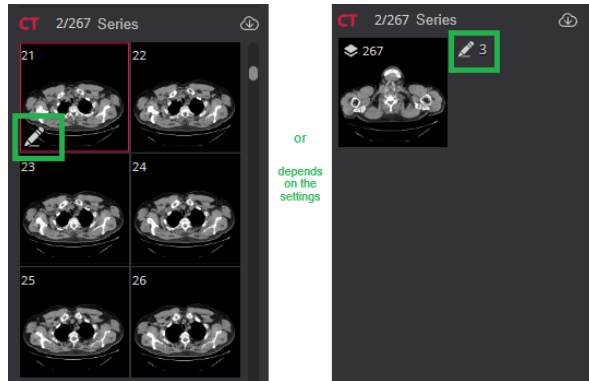 CT 2/267 Series
21
22
23
24
25
26
or
depends
on the
settings
CT 2/267 Series
267
3